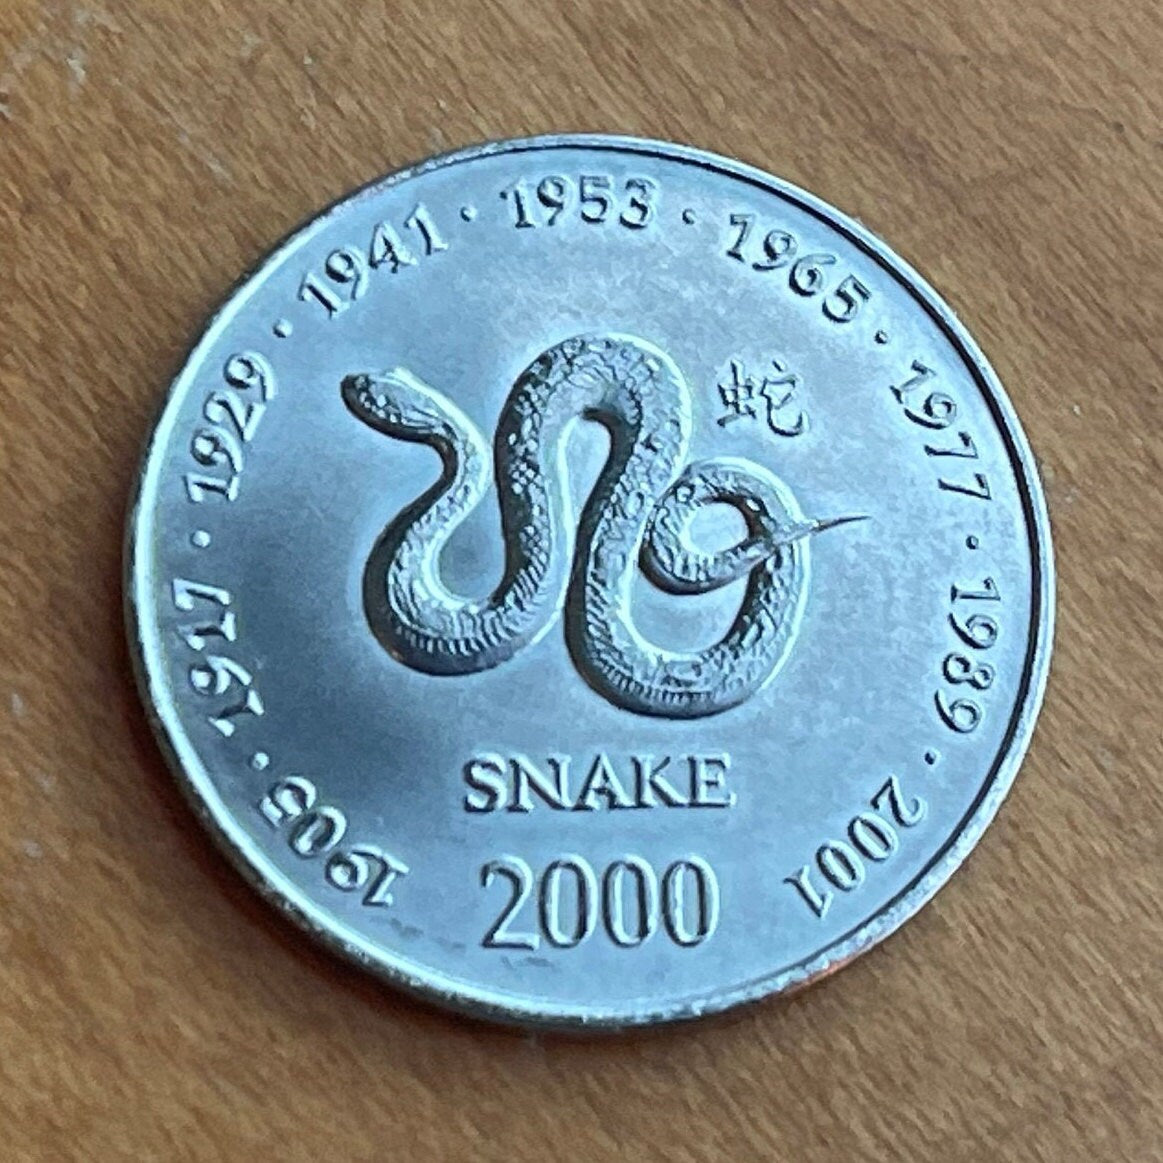 1905 · 1917 · 1929 · 1941 · 1953 · 1965 · 1977 · 1989 · 2001
蛇
SNAKE
2000